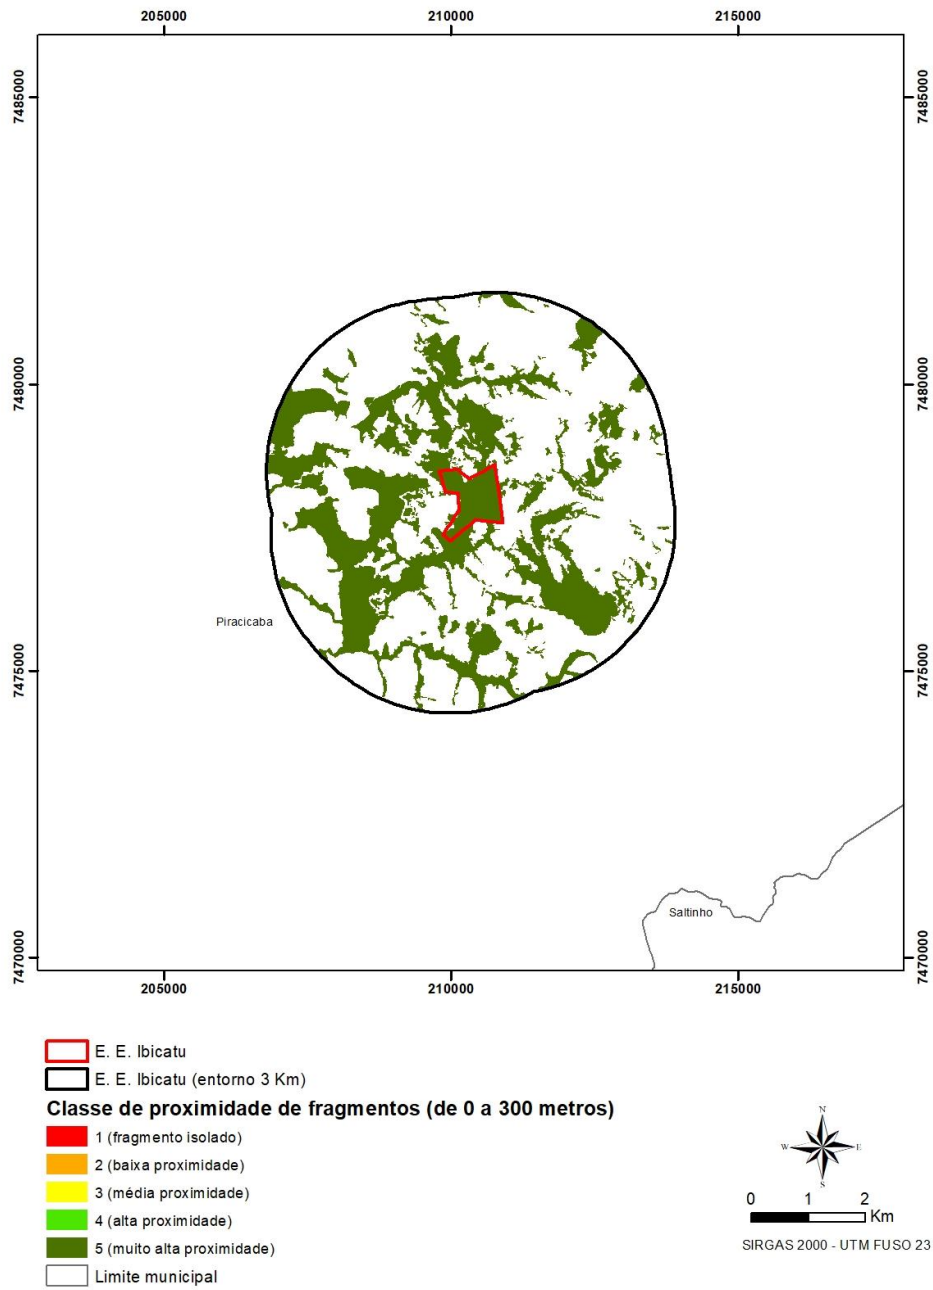 205000 210000 215000
7485000 7485000
7480000 7480000
Piracicaba
7475000 7475000
Saltinho
7470000 7470000
205000 210000 215000
E. E. Ibicatu
E. E. Ibicatu (entorno 3 Km)
Classe de proximidade de fragmentos (de 0 a 300 metros)
1 (fragmento isolado)
2 (baixa proximidade)
3 (média proximidade)
4 (alta proximidade)
5 (muito alta proximidade)
Limite municipal
N
W E
S
0 1 2
Km
SIRGAS 2000 - UTM FUSO 23